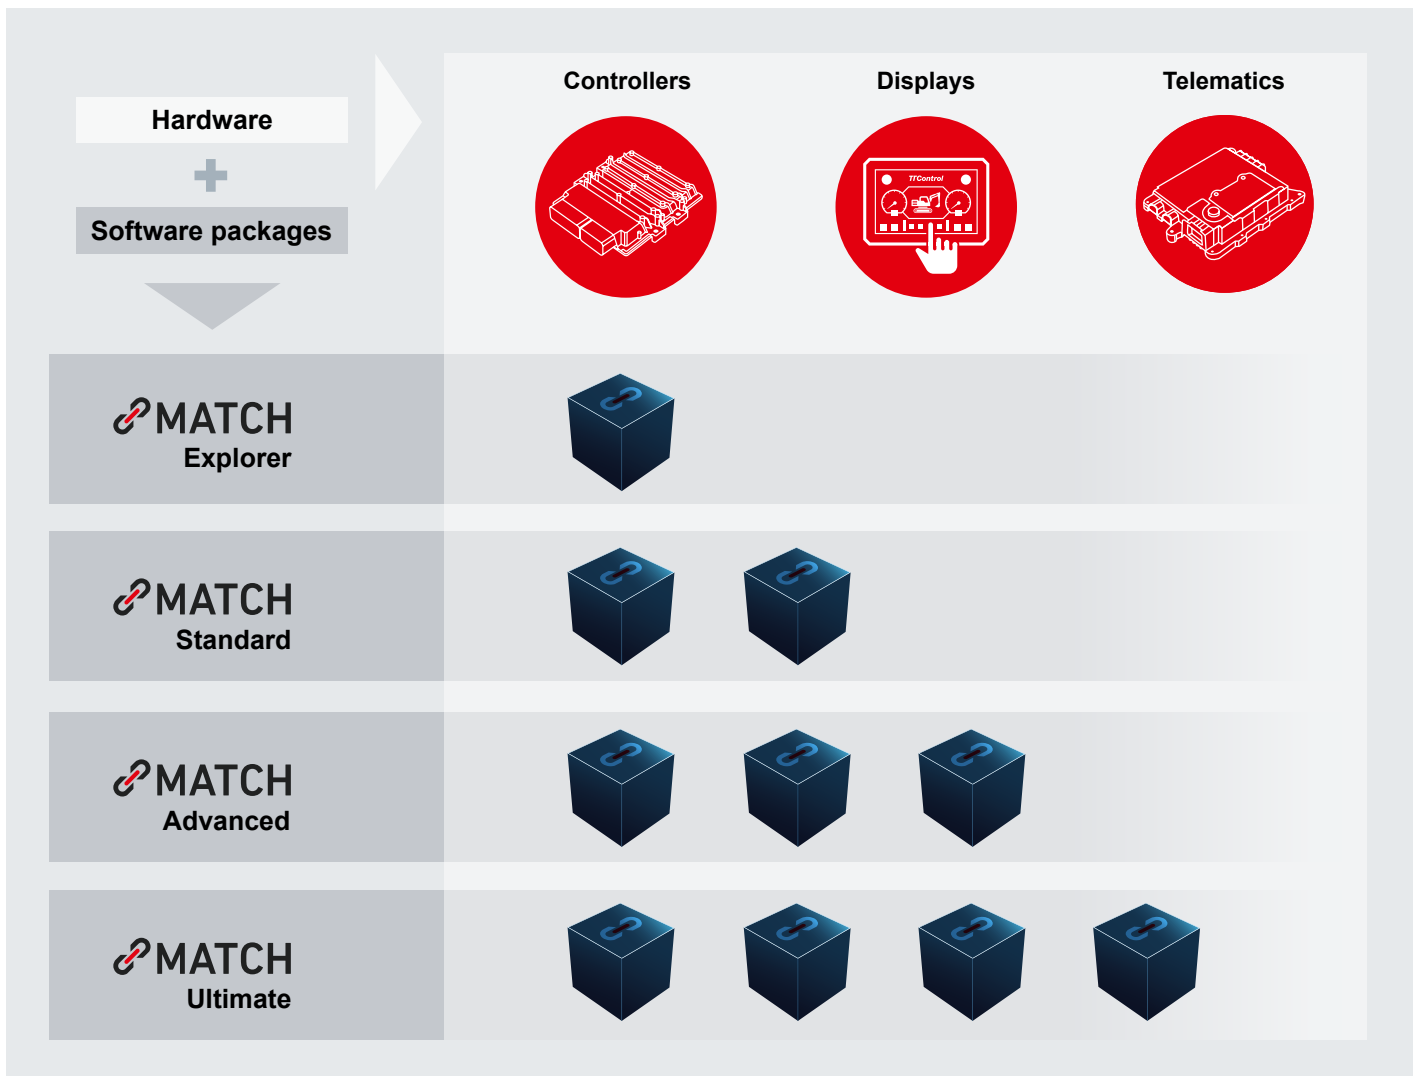 Controllers
Displays
Telematics
Hardware
Software packages
TTControl
MATCH
Explorer
MATCH
Standard
MATCH
Advanced
MATCH
Ultimate